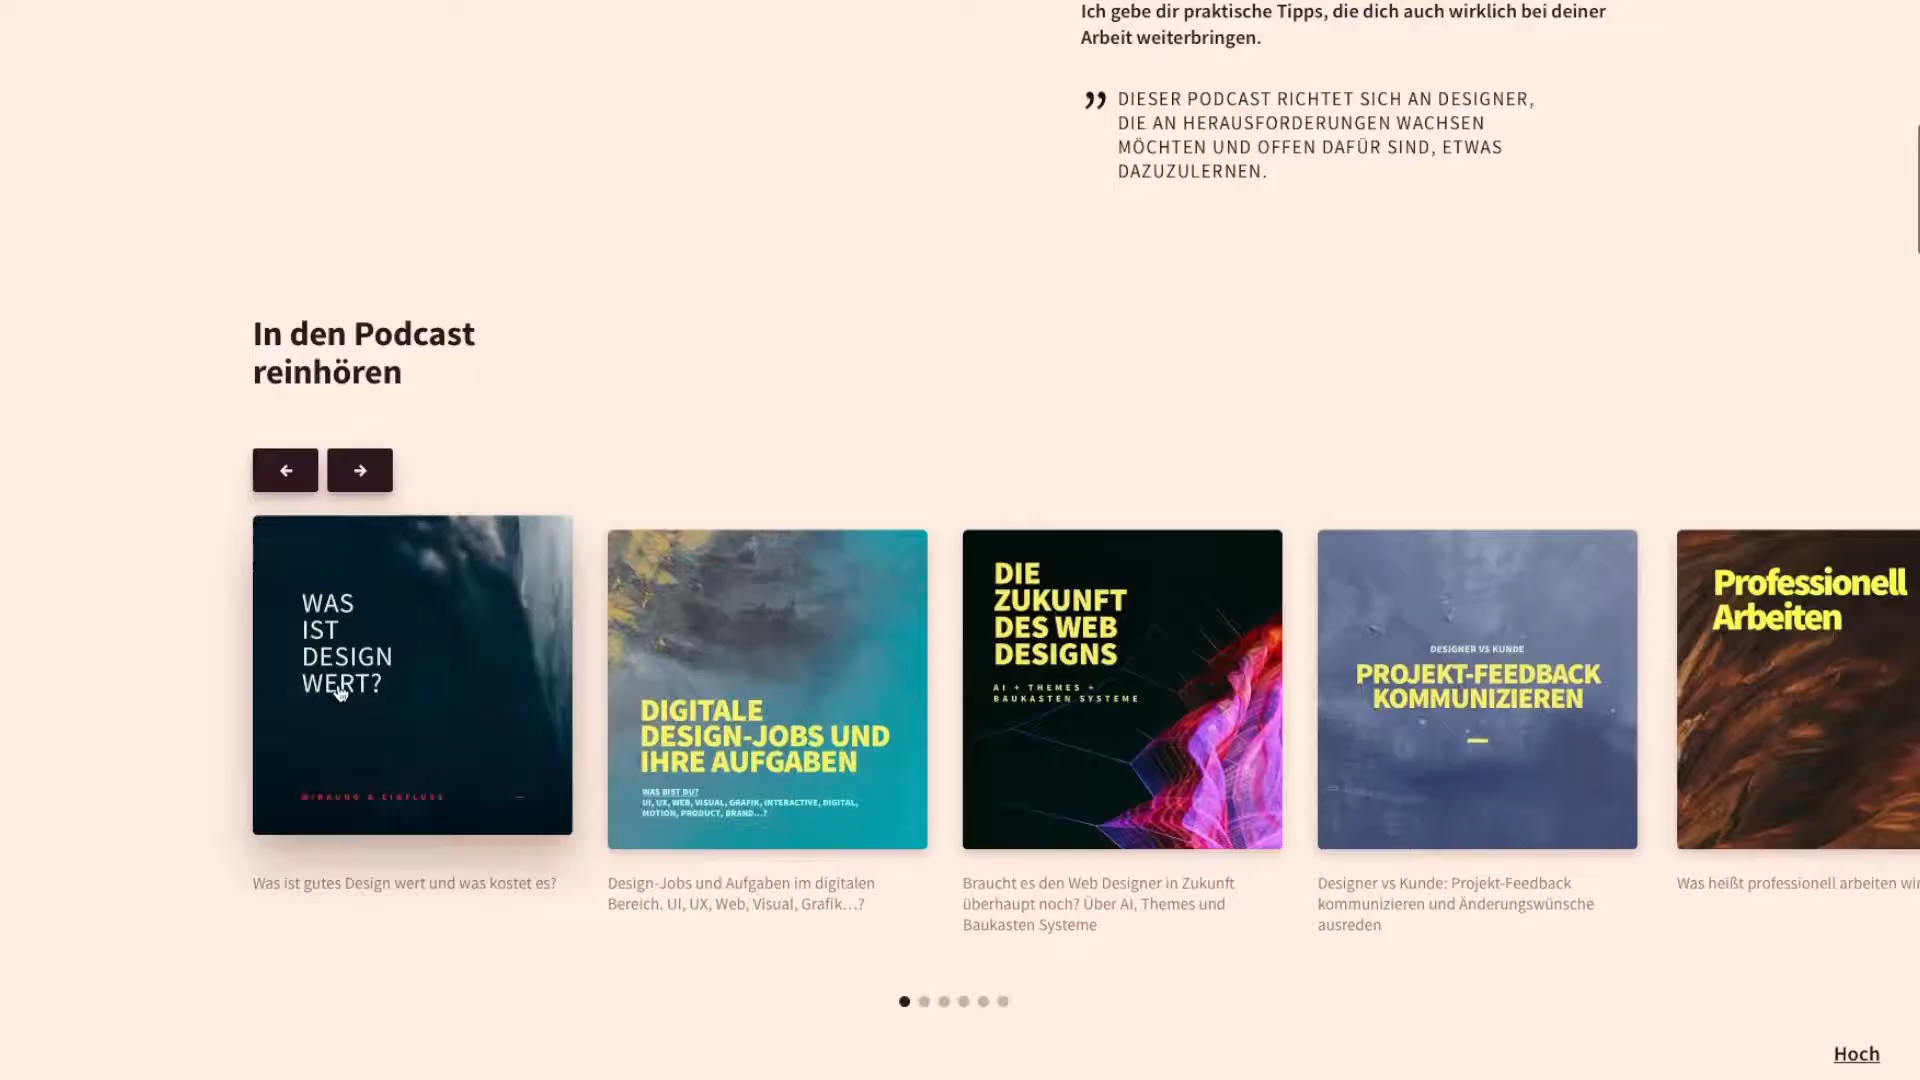 Ich gebe dir praktische Tipps, die dich auch wirklich bei deiner
Arbeit weiterbringen.
” DIESER PODCAST RICHTET SICH AN DESIGNER,
DIE AN HERAUSFORDERUNGEN WACHSEN
MÖCHTEN UND OFFEN DAFÜR SIND, ETWAS
DAZUZULERNEN.
In den Podcast
reinhören
← →
WAS
IST
DESIGN
WERT?
WIRKUNG & EINFLUSS
Was ist gutes Design wert und was kostet es?
DIGITALE
DESIGN-JOBS UND
IHRE AUFGABEN
WAS BIST DU?
UI, UX, WEB, VISUAL, GRAFIK, INTERACTIVE, DIGITAL,
MOTION, PRODUCT, BRAND...?
Design-Jobs und Aufgaben im digitalen
Bereich. UI, UX, Web, Visual, Grafik…?
DIE
ZUKUNFT
DES WEB
DESIGNS
AI + THEMES +
BAUKASTEN SYSTEME
Braucht es den Web Designer in Zukunft
überhaupt noch? Über AI, Themes und
Baukasten Systeme
DESIGNER VS KUNDE
PROJEKT-FEEDBACK
KOMMUNIZIEREN
Designer vs Kunde: Projekt-Feedback
kommunizieren und Änderungswünsche
ausreden
Professionell
Arbeiten
Was heißt professionell arbeiten
Hoch